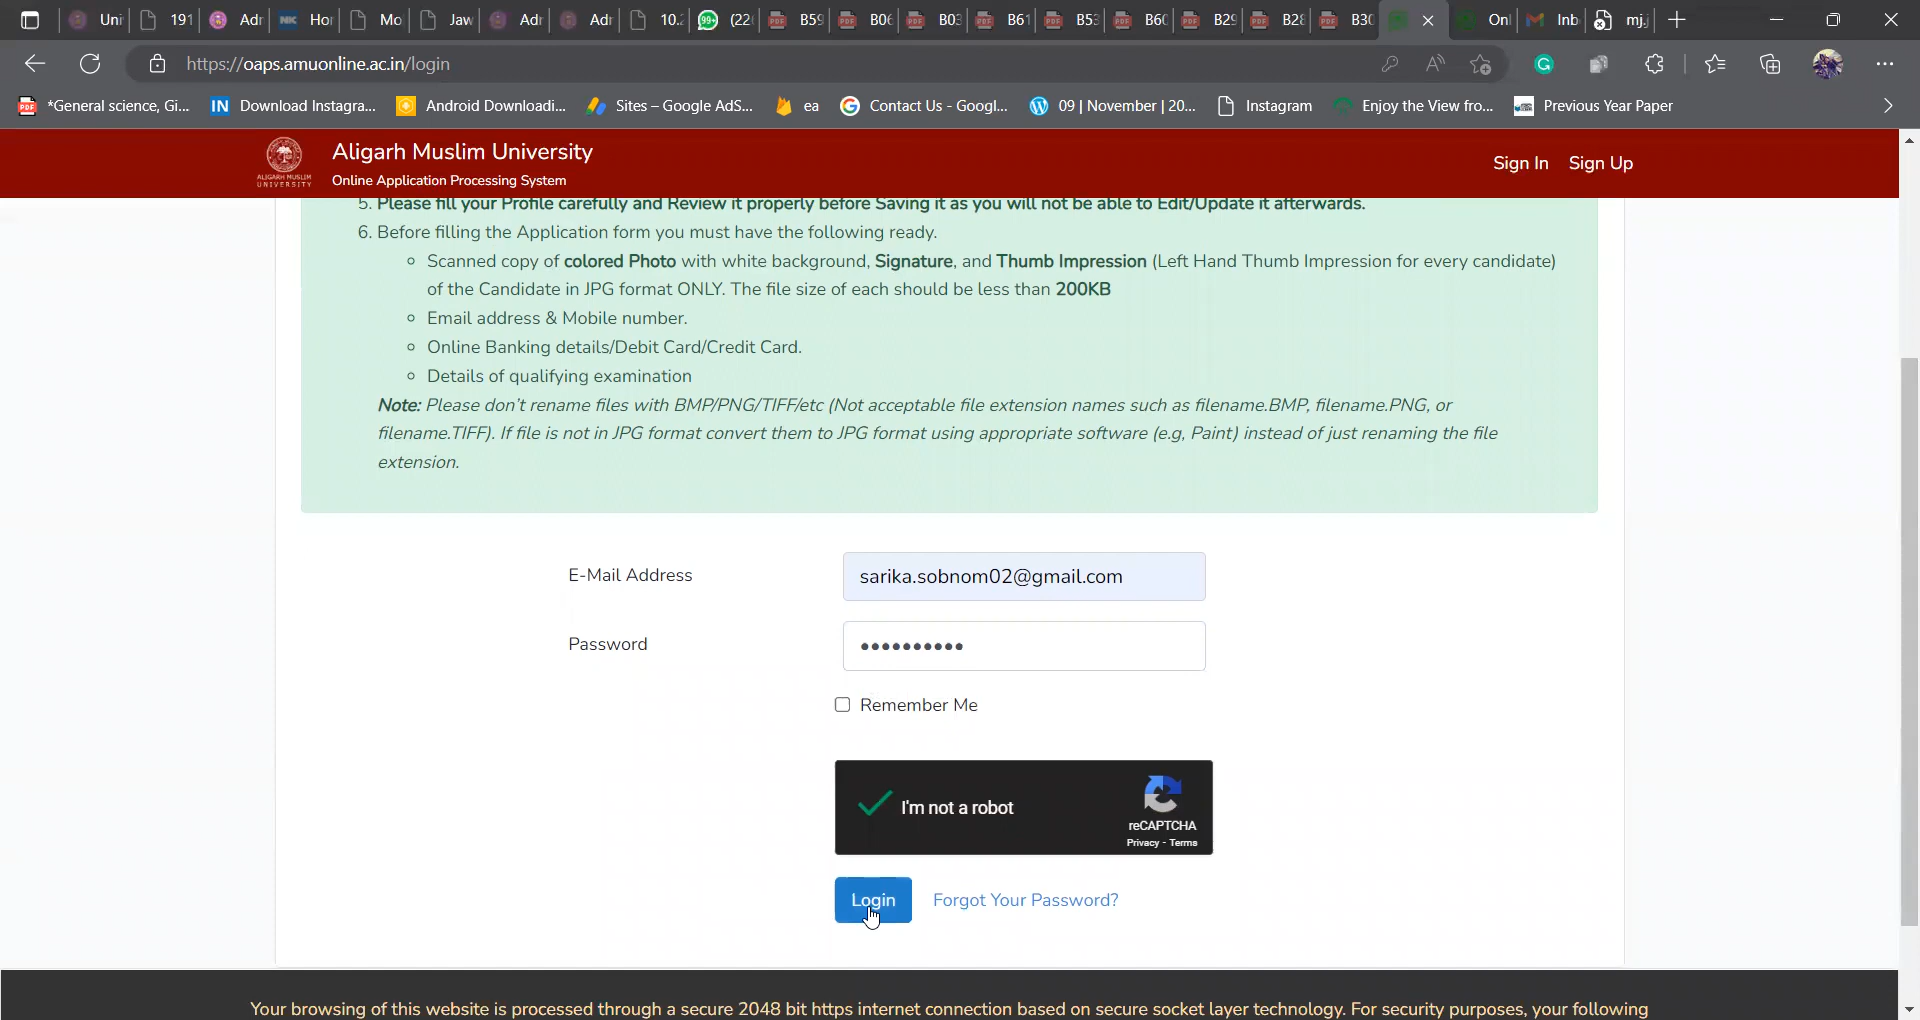 Uni
191
Adr
Hor
Mo
Jaw
Adr
Adr
10.2
99+
(22
B59
B06
B03
B61
B53
B60
B29
B28
B30
Onl
Inb
mj.j
https://oaps.amuonline.ac.in/login
*General science, Gi...
IN Download Instagra...
Android Downloadi...
Sites – Google AdS...
ea
Contact Us - Googl...
09 | November | 20...
Instagram
Enjoy the View fro...
Previous Year Paper
ALIGARH MUSLIM
UNIVERSITY
Aligarh Muslim University
Online Application Processing System
Sign In Sign Up
5. Please fill your Profile carefully and Review it properly before Saving it as you will not be able to Edit/Update it afterwards.
6. Before filling the Application form you must have the following ready.
Scanned copy of colored Photo with white background, Signature, and Thumb Impression (Left Hand Thumb Impression for every candidate)
of the Candidate in JPG format ONLY. The file size of each should be less than 200KB
Email address & Mobile number.
Online Banking details/Debit Card/Credit Card.
Details of qualifying examination
Note: Please don't rename files with BMP/PNG/TIFF/etc (Not acceptable file extension names such as filename.BMP, filename.PNG, or
filename.TIFF). If file is not in JPG format convert them to JPG format using appropriate software (e.g, Paint) instead of just renaming the file
extension.
E-Mail Address
sarika.sobnom02@gmail.com
Password
Remember Me
I'm not a robot
reCAPTCHA
Privacy - Terms
Login
Forgot Your Password?
Your browsing of this website is processed through a secure 2048 bit https internet connection based on secure socket layer technology. For security purposes, your following